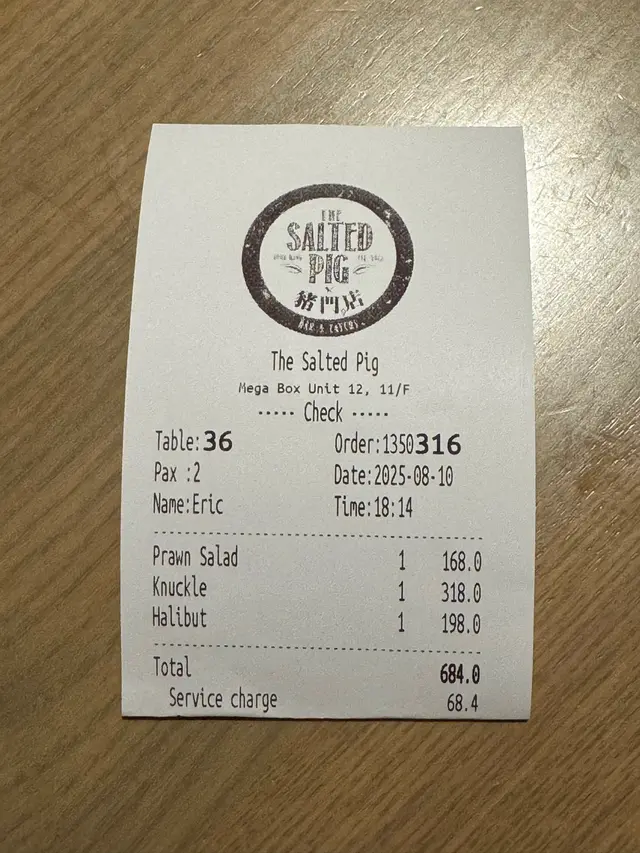 THE
SALTED
PIG
豬門店
BAR & EATERY
The Salted Pig
Mega Box Unit 12, 11/F
----- Check -----
Table:36 Order:1350316
Pax :2 Date:2025-08-10
Name:Eric Time:18:14
Prawn Salad 1 168.0
Knuckle 1 318.0
Halibut 1 198.0
Total 684.0
Service charge 68.4